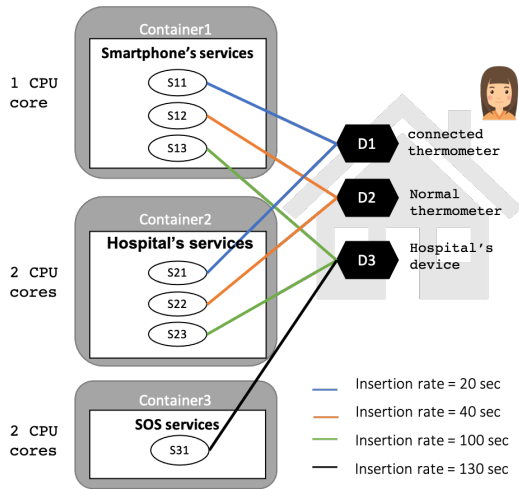 Container1
Smartphone's services
1 CPU
core
S11
S12
S13
D1
connected
thermometer
D2
Normal
thermometer
D3
Hospital's
device
Container2
Hospital's services
2 CPU
cores
S21
S22
S23
Container3
SOS services
2 CPU
cores
S31
Insertion rate = 20 sec
Insertion rate = 40 sec
Insertion rate = 100 sec
Insertion rate = 130 sec